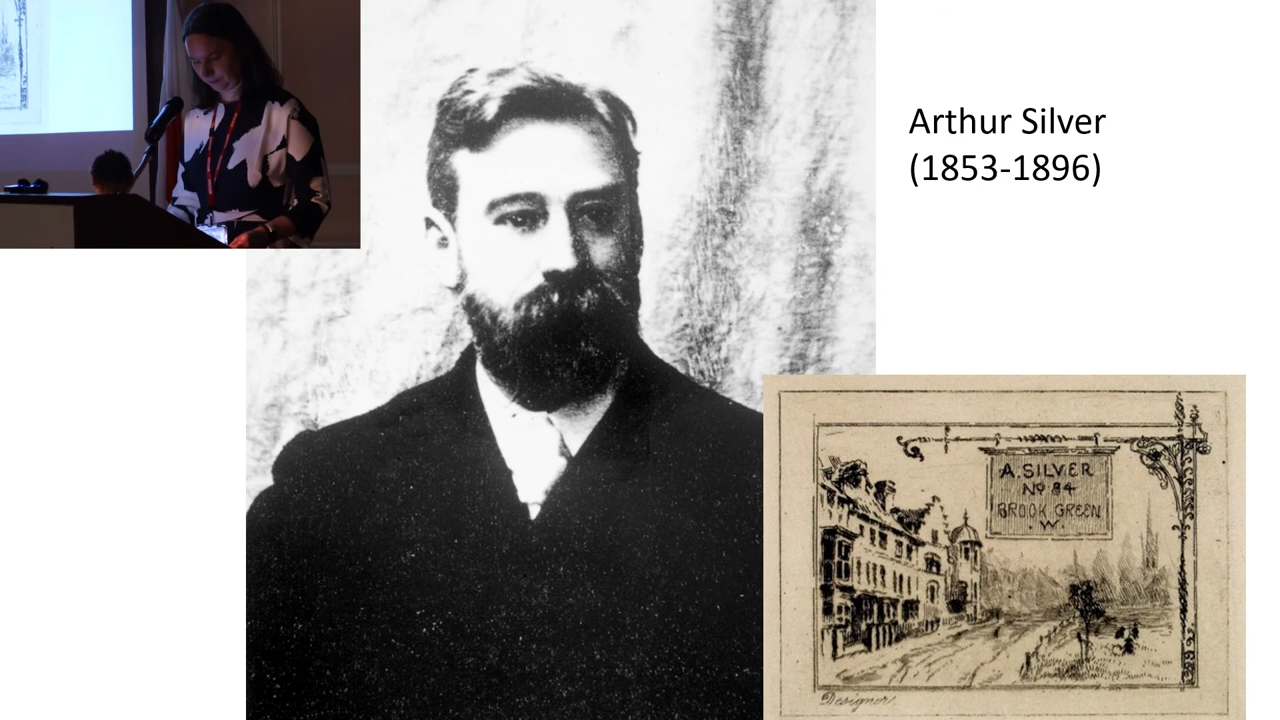 Arthur Silver
(1853-1896)
A. SILVER
No 84
BROOK GREEN
W.
Designer